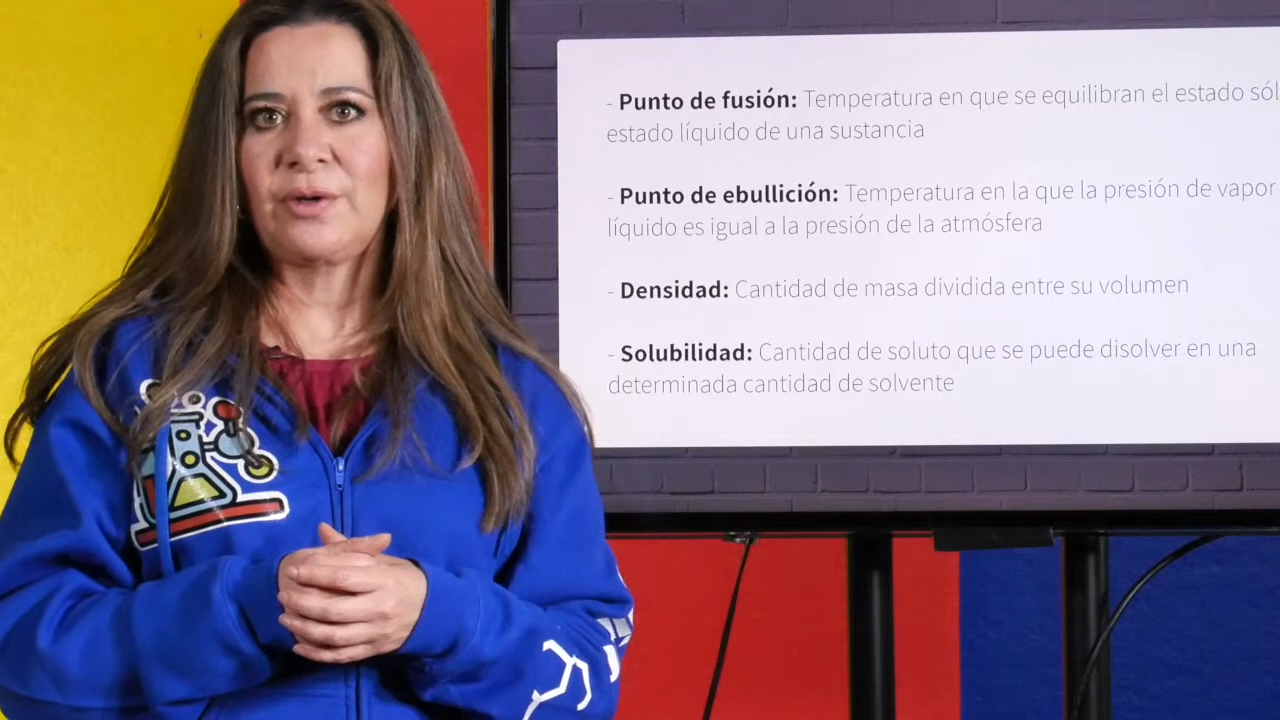 - Punto de fusión: Temperatura en que se equilibran el estado
estado líquido de una sustancia
- Punto de ebullición: Temperatura en la que la presión de vapor
líquido es igual a la presión de la atmósfera
- Densidad: Cantidad de masa dividida entre su volumen
- Solubilidad: Cantidad de soluto que se puede disolver en una
determinada cantidad de solvente